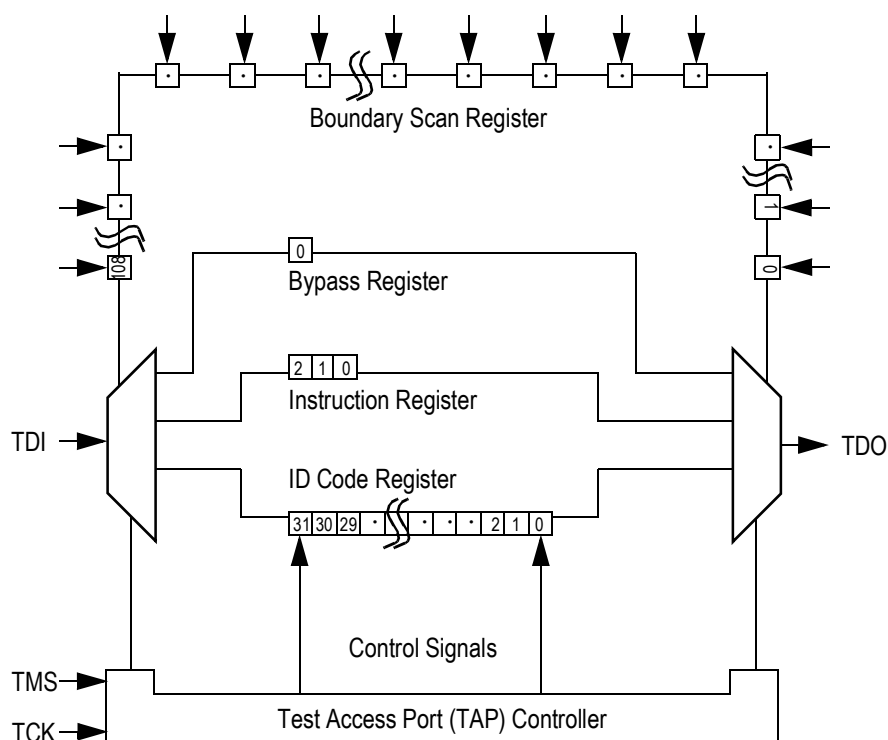 Boundary Scan Register
1
108
0
0
Bypass Register
2 1 0
Instruction Register
TDI
TDO
ID Code Register
31 30 29 · · · · 2 1 0
Control Signals
TMS
Test Access Port (TAP) Controller
TCK